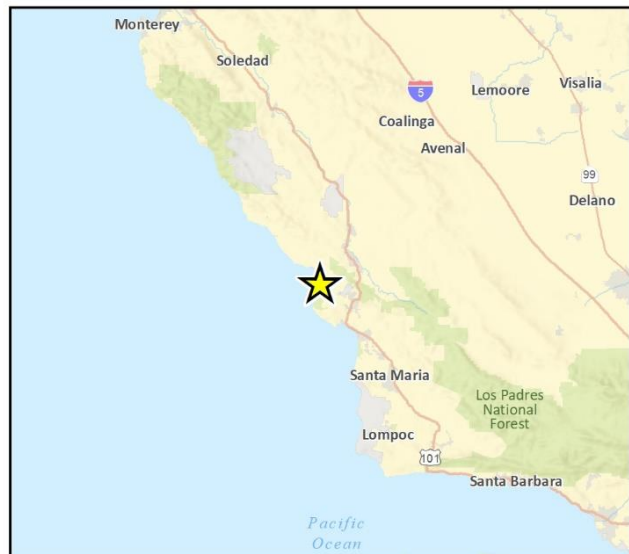 Monterey
Soledad
5
Lemoore
Visalia
Coalinga
Avenal
99
Delano
Santa Maria
Los Padres
National
Forest
Lompoc
101
Santa Barbara
Pacific
Ocean